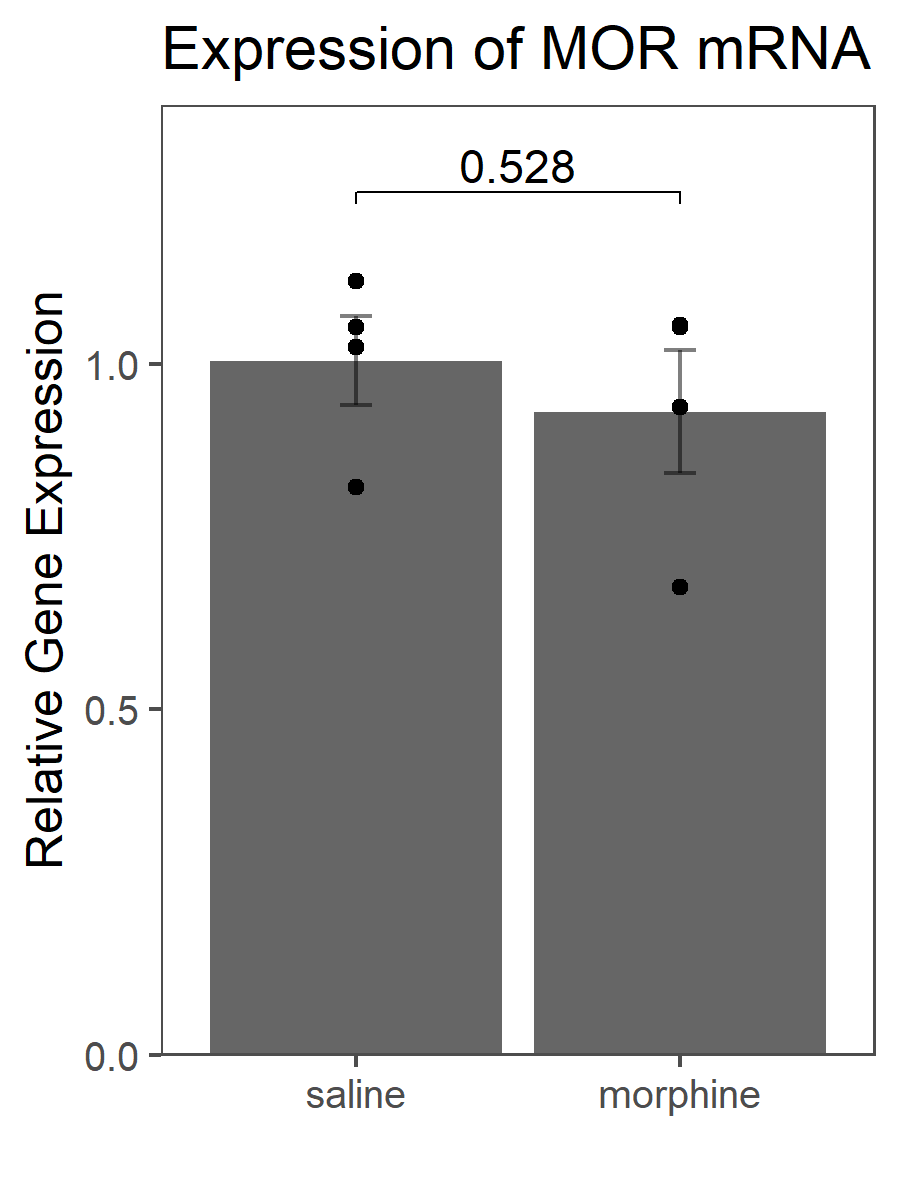 Expression of MOR mRNA
0.528
Relative Gene Expression
1.0
0.5
0.0
saline
morphine